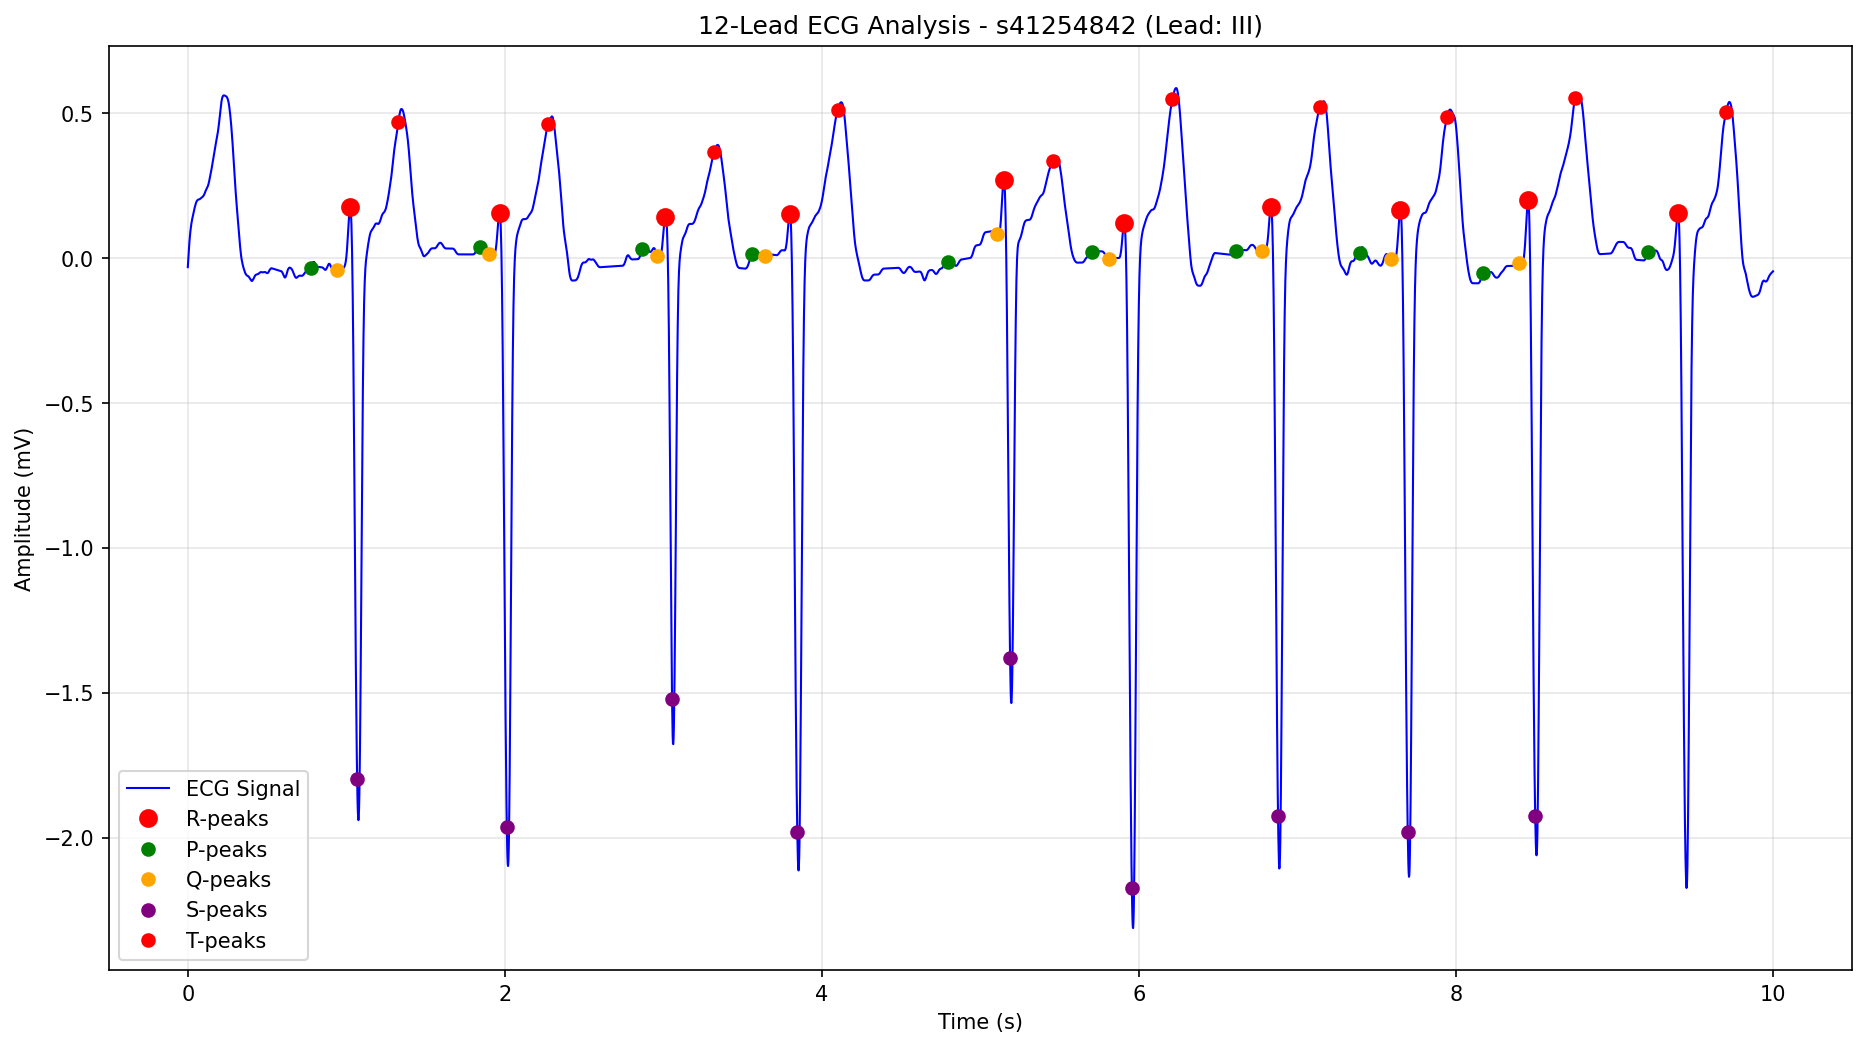 12-Lead ECG Analysis - s41254842 (Lead: III)
Amplitude (mV)
0.5
0.0
−0.5
−1.0
−1.5
−2.0
ECG Signal
R-peaks
P-peaks
Q-peaks
S-peaks
T-peaks
0 2 4 6 8 10
Time (s)